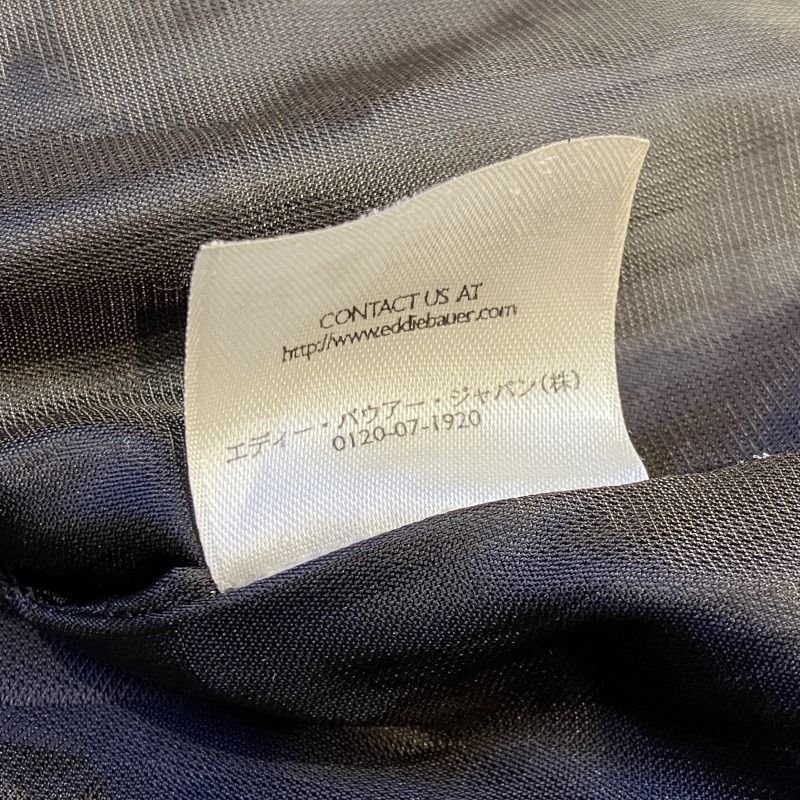 CONTACT US AT
http://www.eddiebauer.com
エディー・バウアー・ジャパン(株)
0120-07-1920